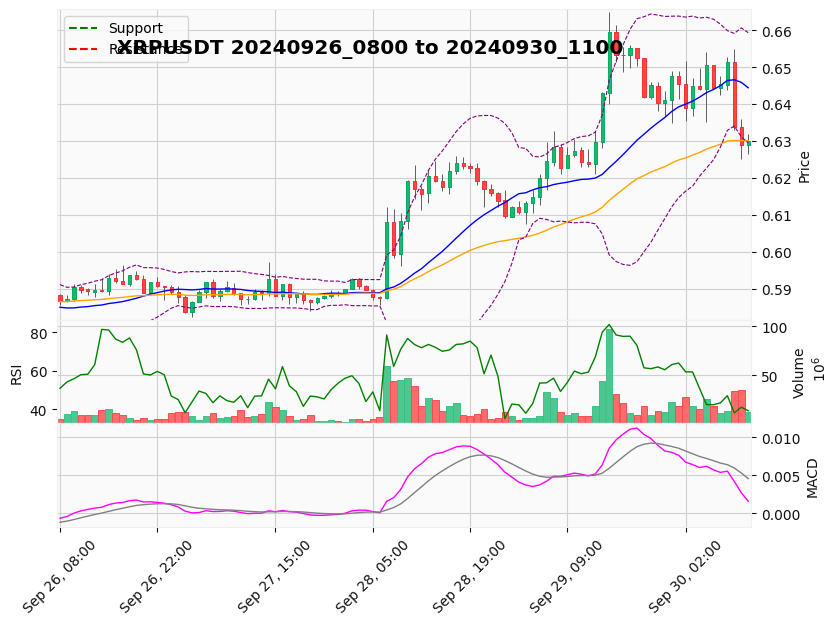 XRPUSDT 20240926_0800 to 20240930_1100
Support
Resistance
0.66
0.65
0.64
0.63
0.62
0.61
0.60
0.59
Price
80
60
40
RSI
100
50
Volume
10^6
0.010
0.005
0.000
MACD
Sep 26, 08:00
Sep 26, 22:00
Sep 27, 15:00
Sep 28, 05:00
Sep 28, 19:00
Sep 29, 09:00
Sep 30, 02:00